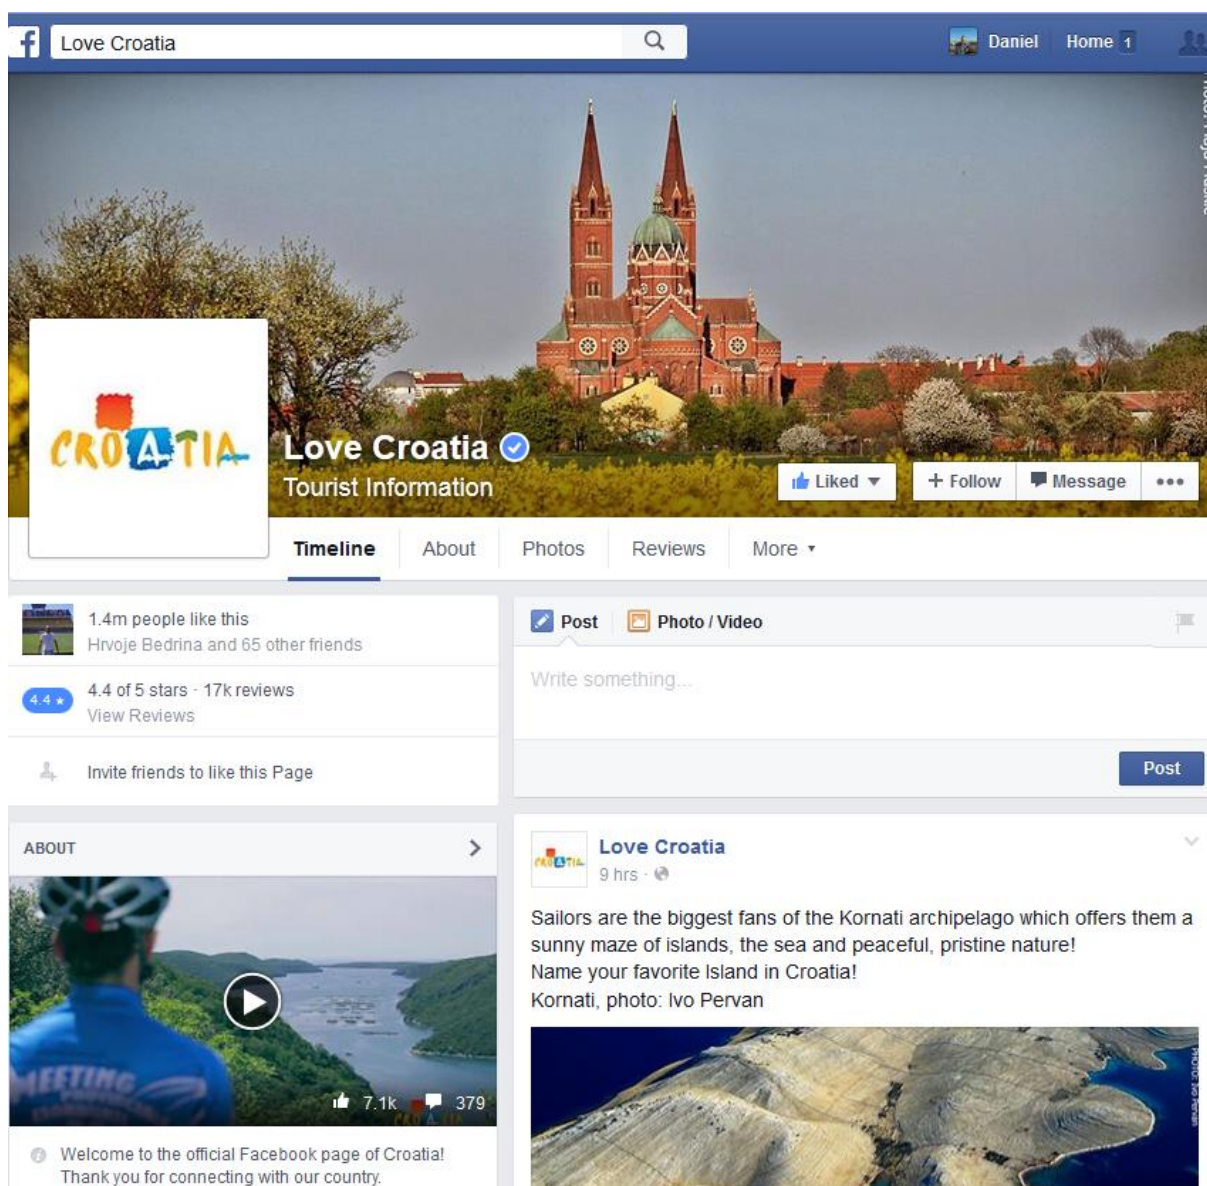 f Love Croatia
Daniel Home 1
CROATIA
Love Croatia
Tourist Information
Liked
+ Follow
Message
Timeline
About
Photos
Reviews
More
1.4m people like this
Hrvoje Bedrina and 65 other friends
4.4 ★
4.4 of 5 stars · 17k reviews
View Reviews
Invite friends to like this Page
ABOUT
MEETING
7.1k 379
Welcome to the official Facebook page of Croatia!
Thank you for connecting with our country.
Post
Photo / Video
Write something...
Post
CROATIA
Love Croatia
9 hrs ·
Sailors are the biggest fans of the Kornati archipelago which offers them a
sunny maze of islands, the sea and peaceful, pristine nature!
Name your favorite Island in Croatia!
Kornati, photo: Ivo Pervan
PHOTO: Ivo Pervan